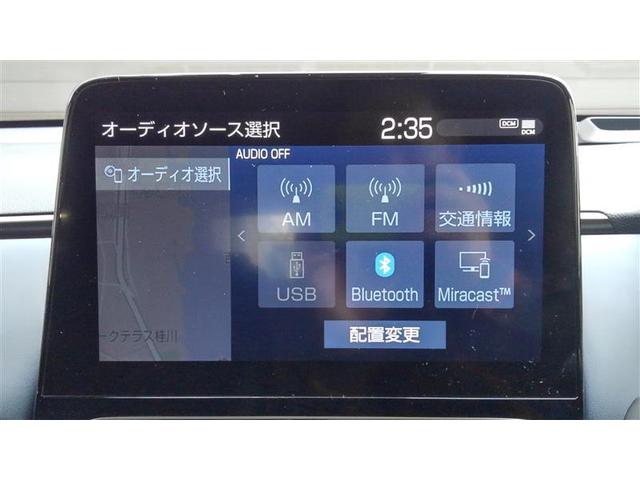 オーディオソース選択
2:35
DCM
DCM
AUDIO OFF
オーディオ選択
AM
FM
交通情報
USB
Bluetooth
Miracast™
配置変更
ークテラス桂川